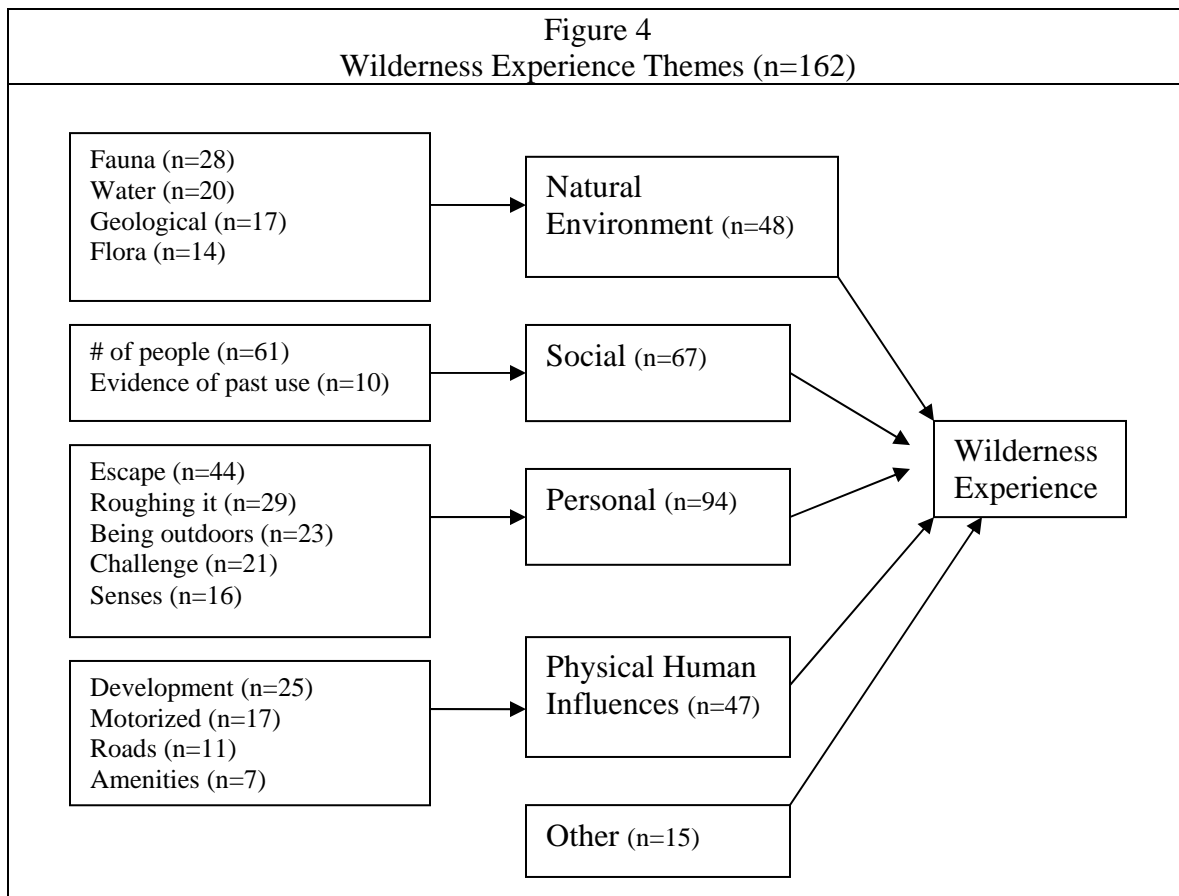 Figure 4
Wilderness Experience Themes (n=162)
Fauna (n=28)
Water (n=20)
Geological (n=17)
Flora (n=14)
Natural
Environment (n=48)
# of people (n=61)
Evidence of past use (n=10)
Social (n=67)
Escape (n=44)
Roughing it (n=29)
Being outdoors (n=23)
Challenge (n=21)
Senses (n=16)
Personal (n=94)
Development (n=25)
Motorized (n=17)
Roads (n=11)
Amenities (n=7)
Physical Human
Influences (n=47)
Other (n=15)
Wilderness
Experience